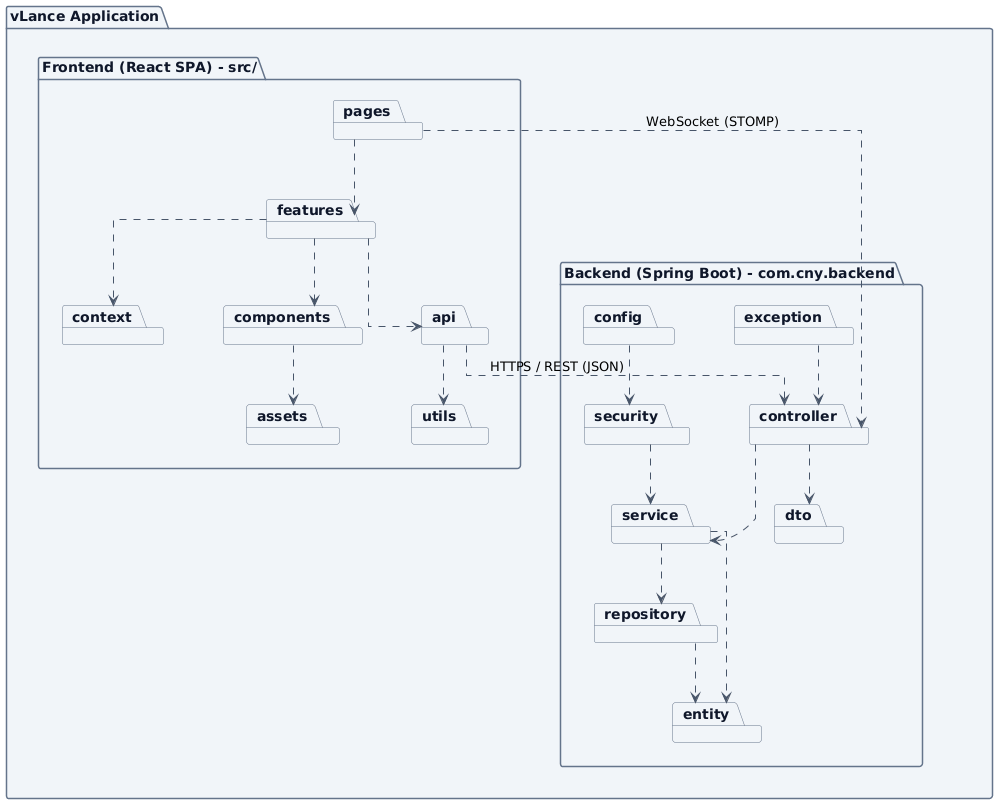 vLance Application
Frontend (React SPA) - src/
pages
WebSocket (STOMP)
features
Backend (Spring Boot) - com.cny.backend
context
components
api
config
exception
HTTPS / REST (JSON)
assets
utils
security
controller
service
dto
repository
entity